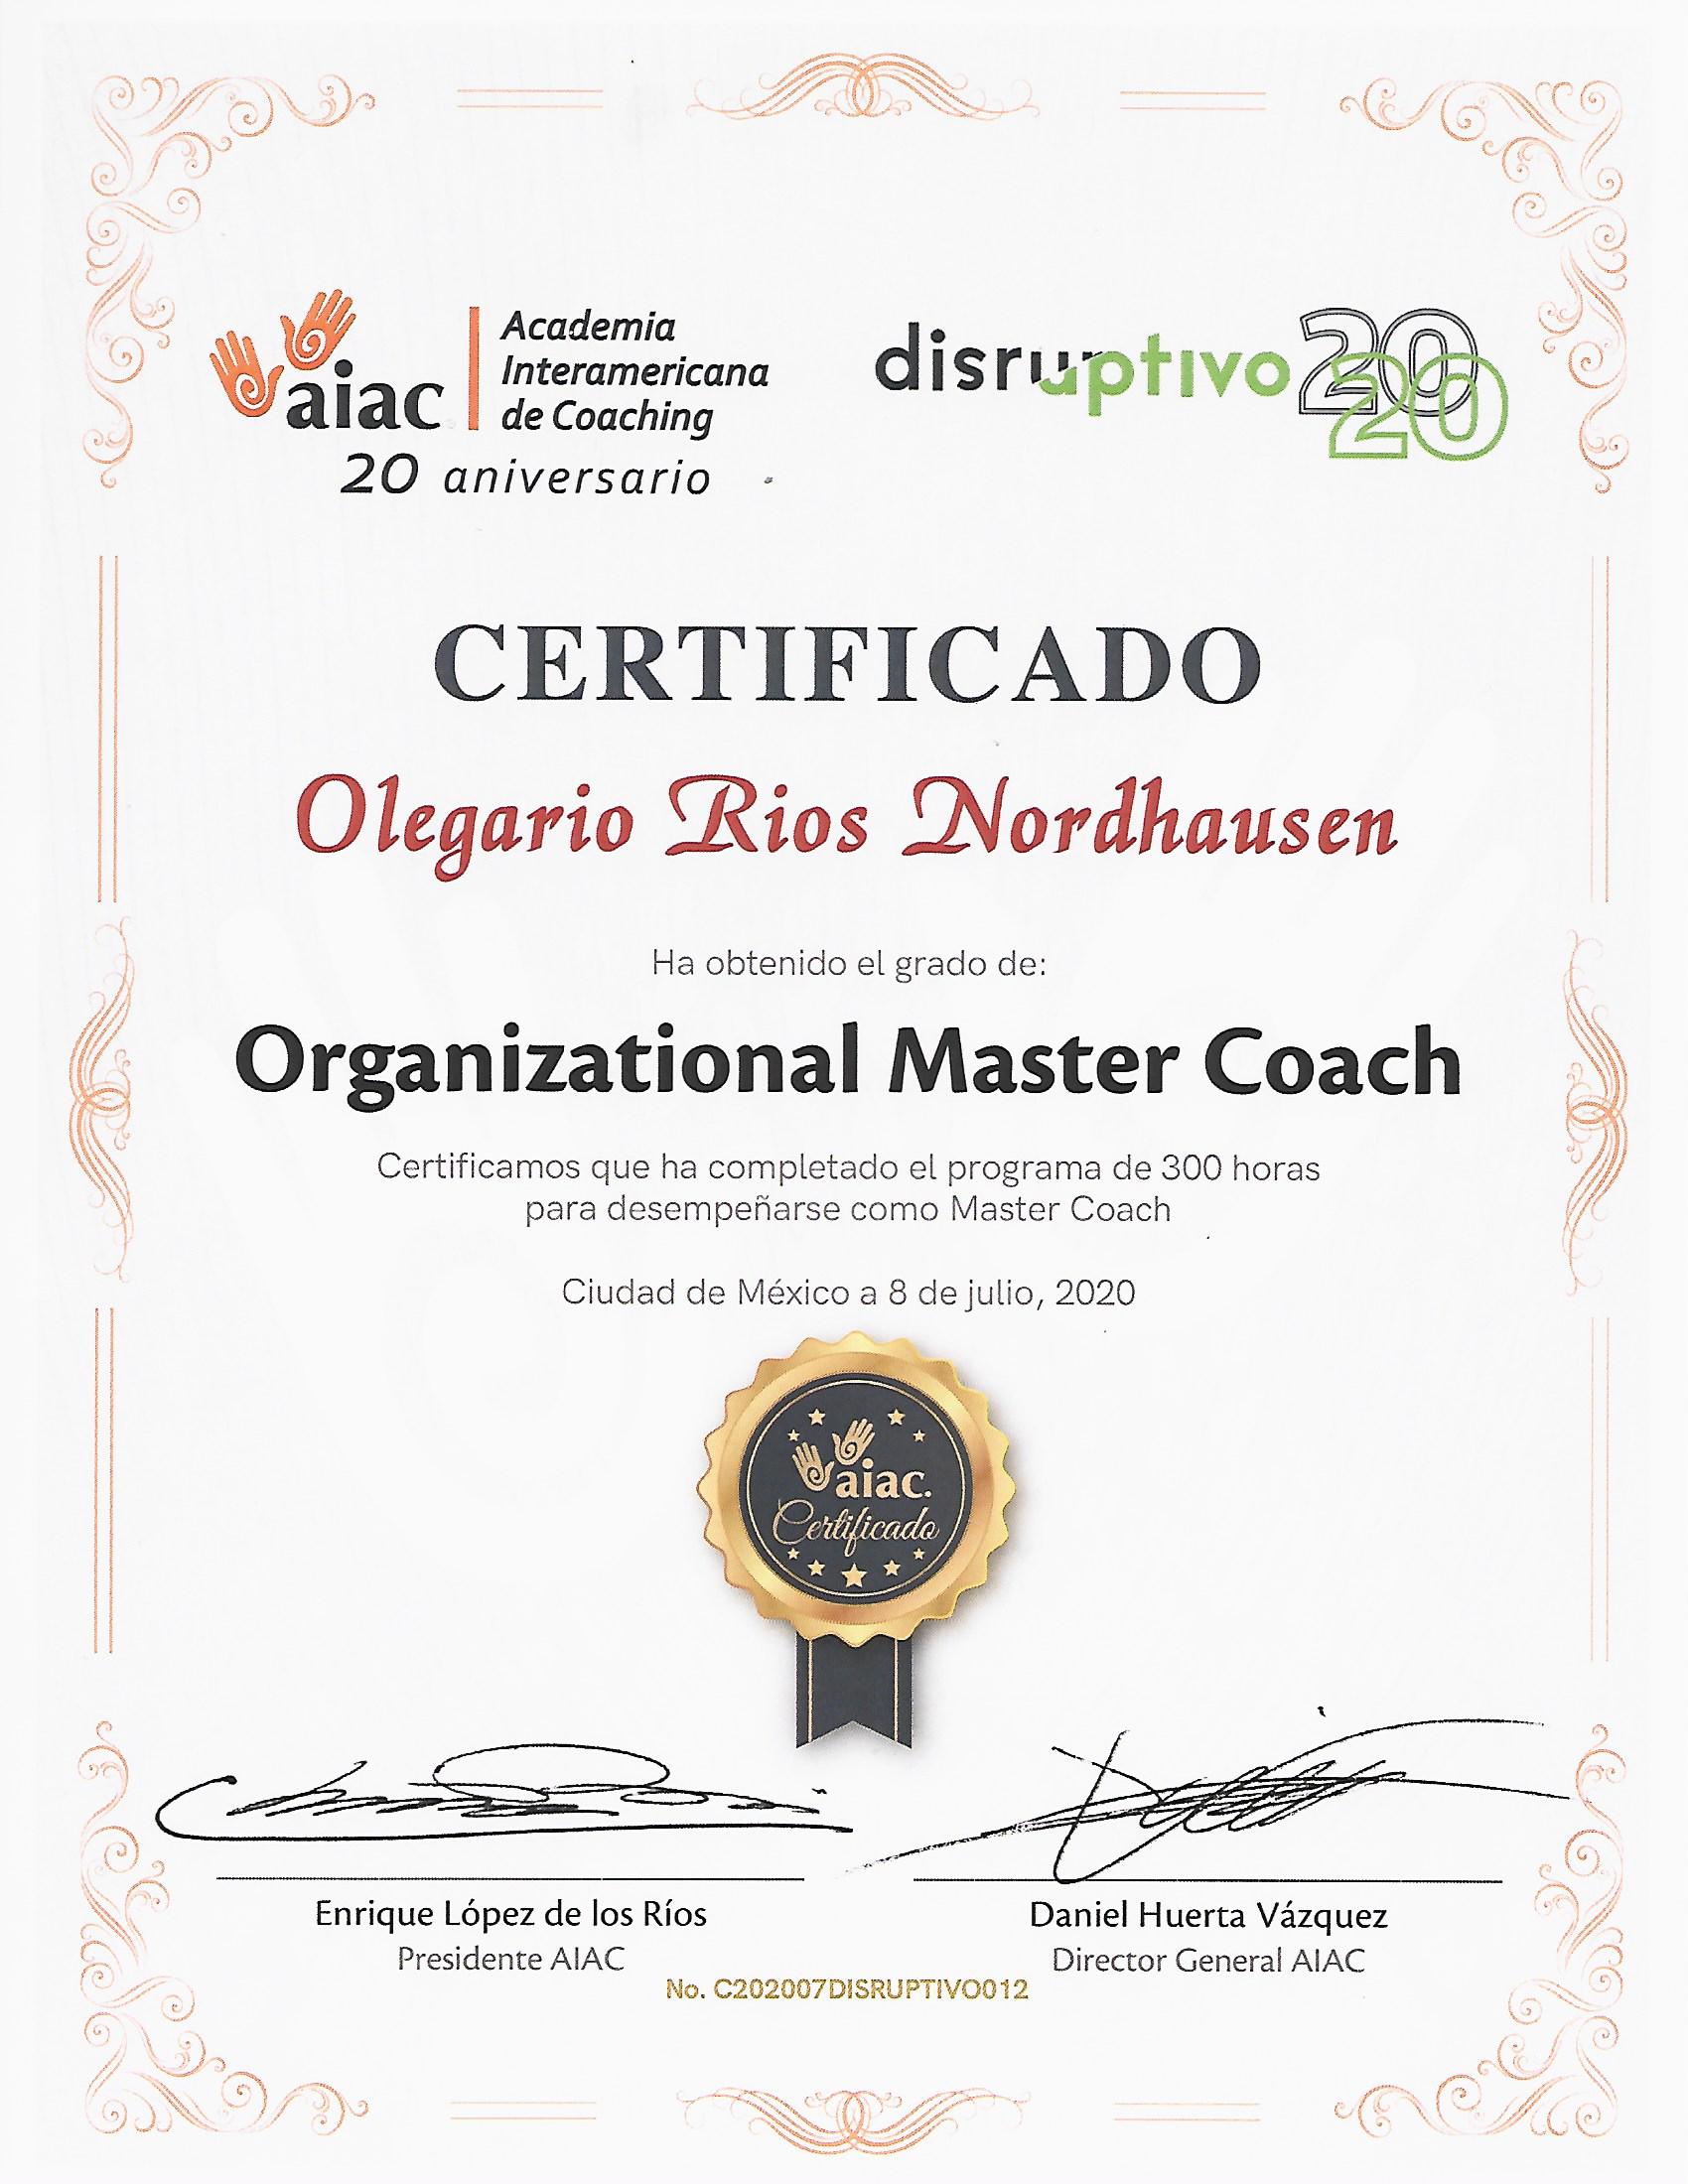 aiac
Academia
Interamericana
de Coaching
20 aniversario
disruptivo 2020
CERTIFICADO
Olegario Rios Nordhausen
Ha obtenido el grado de:
Organizational Master Coach
Certificamos que ha completado el programa de 300 horas
para desempeñarse como Master Coach
Ciudad de México a 8 de julio, 2020
aiac.
Certificado
Enrique López de los Ríos
Presidente AIAC
Daniel Huerta Vázquez
Director General AIAC
No. C202007DISRUPTIVO012